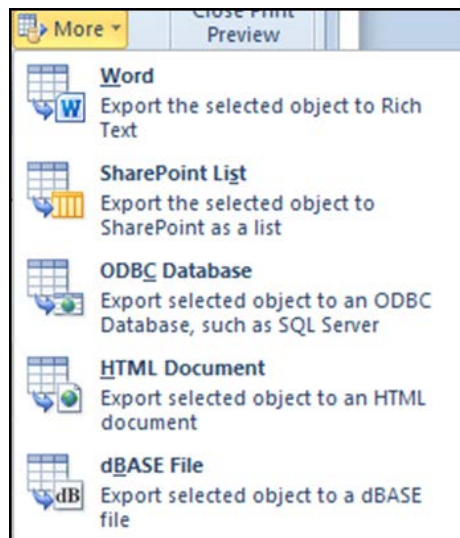 More
Close Print
Preview
Word
Export the selected object to Rich
Text
SharePoint List
Export the selected object to
SharePoint as a list
ODBC Database
Export selected object to an ODBC
Database, such as SQL Server
HTML Document
Export selected object to an HTML
document
dBASE File
Export selected object to a dBASE
file